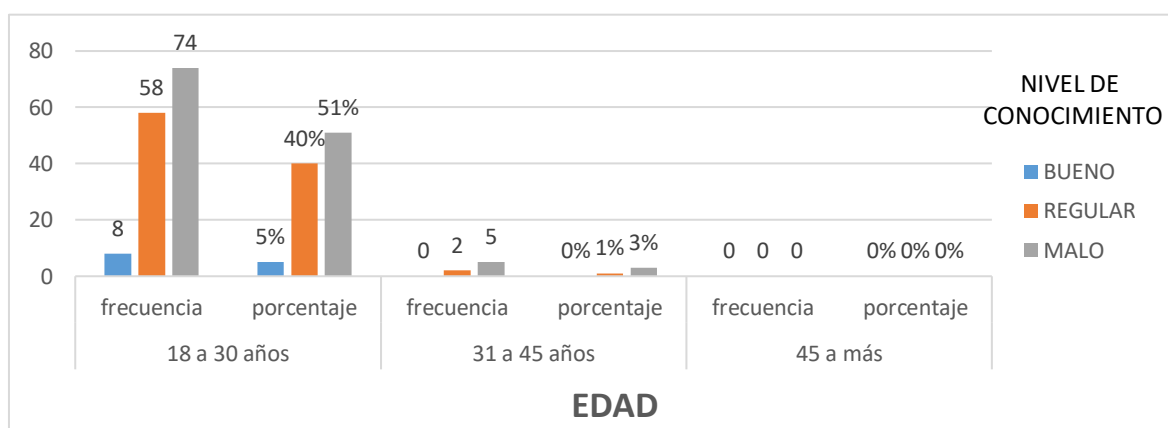 80
60
40
20
0
8
58
74
5%
40%
51%
0
2
5
0%
1%
3%
0
0
0
0%
0%
0%
frecuencia
porcentaje
frecuencia
porcentaje
frecuencia
porcentaje
18 a 30 años
31 a 45 años
45 a más
EDAD
NIVEL DE
CONOCIMIENTO
BUENO
REGULAR
MALO